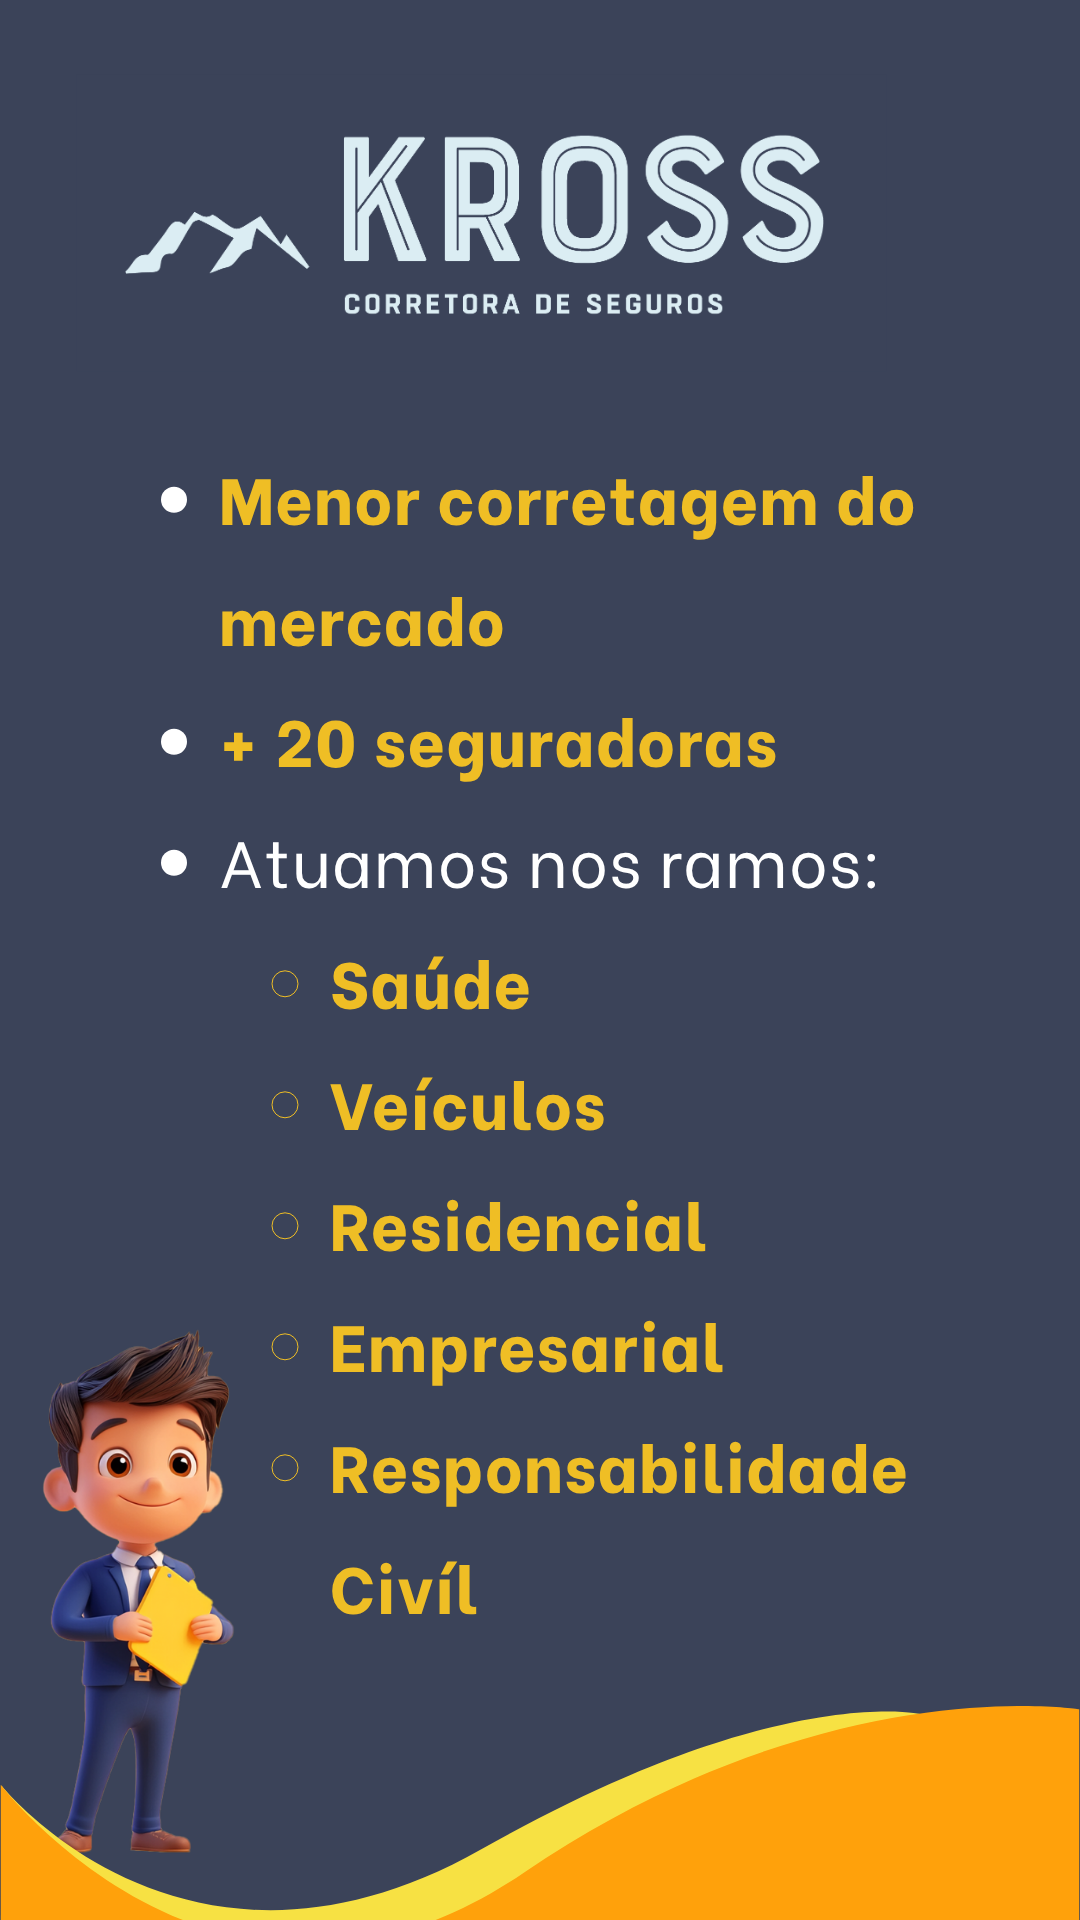 KROSS
CORRETORA DE SEGUROS
Menor corretagem do
mercado
+ 20 seguradoras
Atuamos nos ramos:
Saúde
Veículos
Residencial
Empresarial
Responsabilidade
Civíl